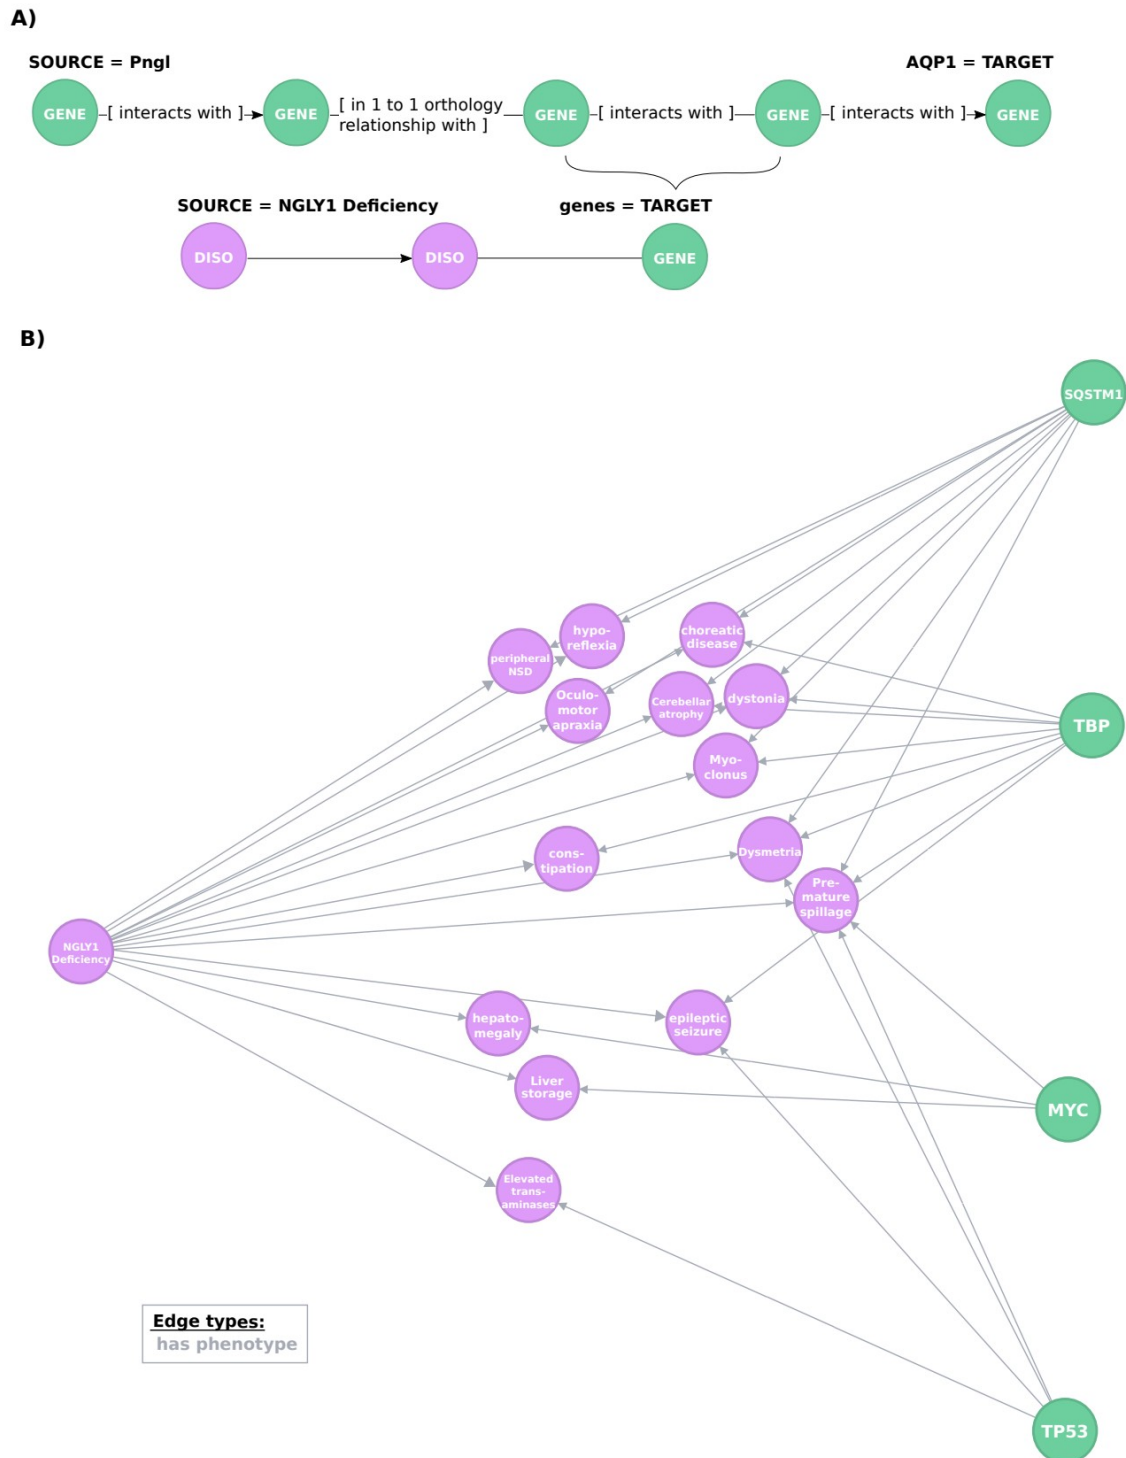 A)
SOURCE = Pngl
AQP1 = TARGET
GENE
[ interacts with ]
GENE
[ in 1 to 1 orthology
relationship with ]
GENE
[ interacts with ]
GENE
[ interacts with ]
GENE
SOURCE = NGLY1 Deficiency
genes = TARGET
DISO
DISO
GENE
B)
SQSTM1
hypo-
reflexia
choreatic
disease
peripheral
NSD
Oculo-
motor
apraxia
Cerebellar
atrophy
dystonia
TBP
Myo-
clonus
cons-
tipation
Dysmetria
Pre-
mature
spillage
NGLY1
Deficiency
hepato-
megaly
epileptic
seizure
Liver
storage
MYC
Elevated
trans-
aminases
Edge types:
has phenotype
TP53